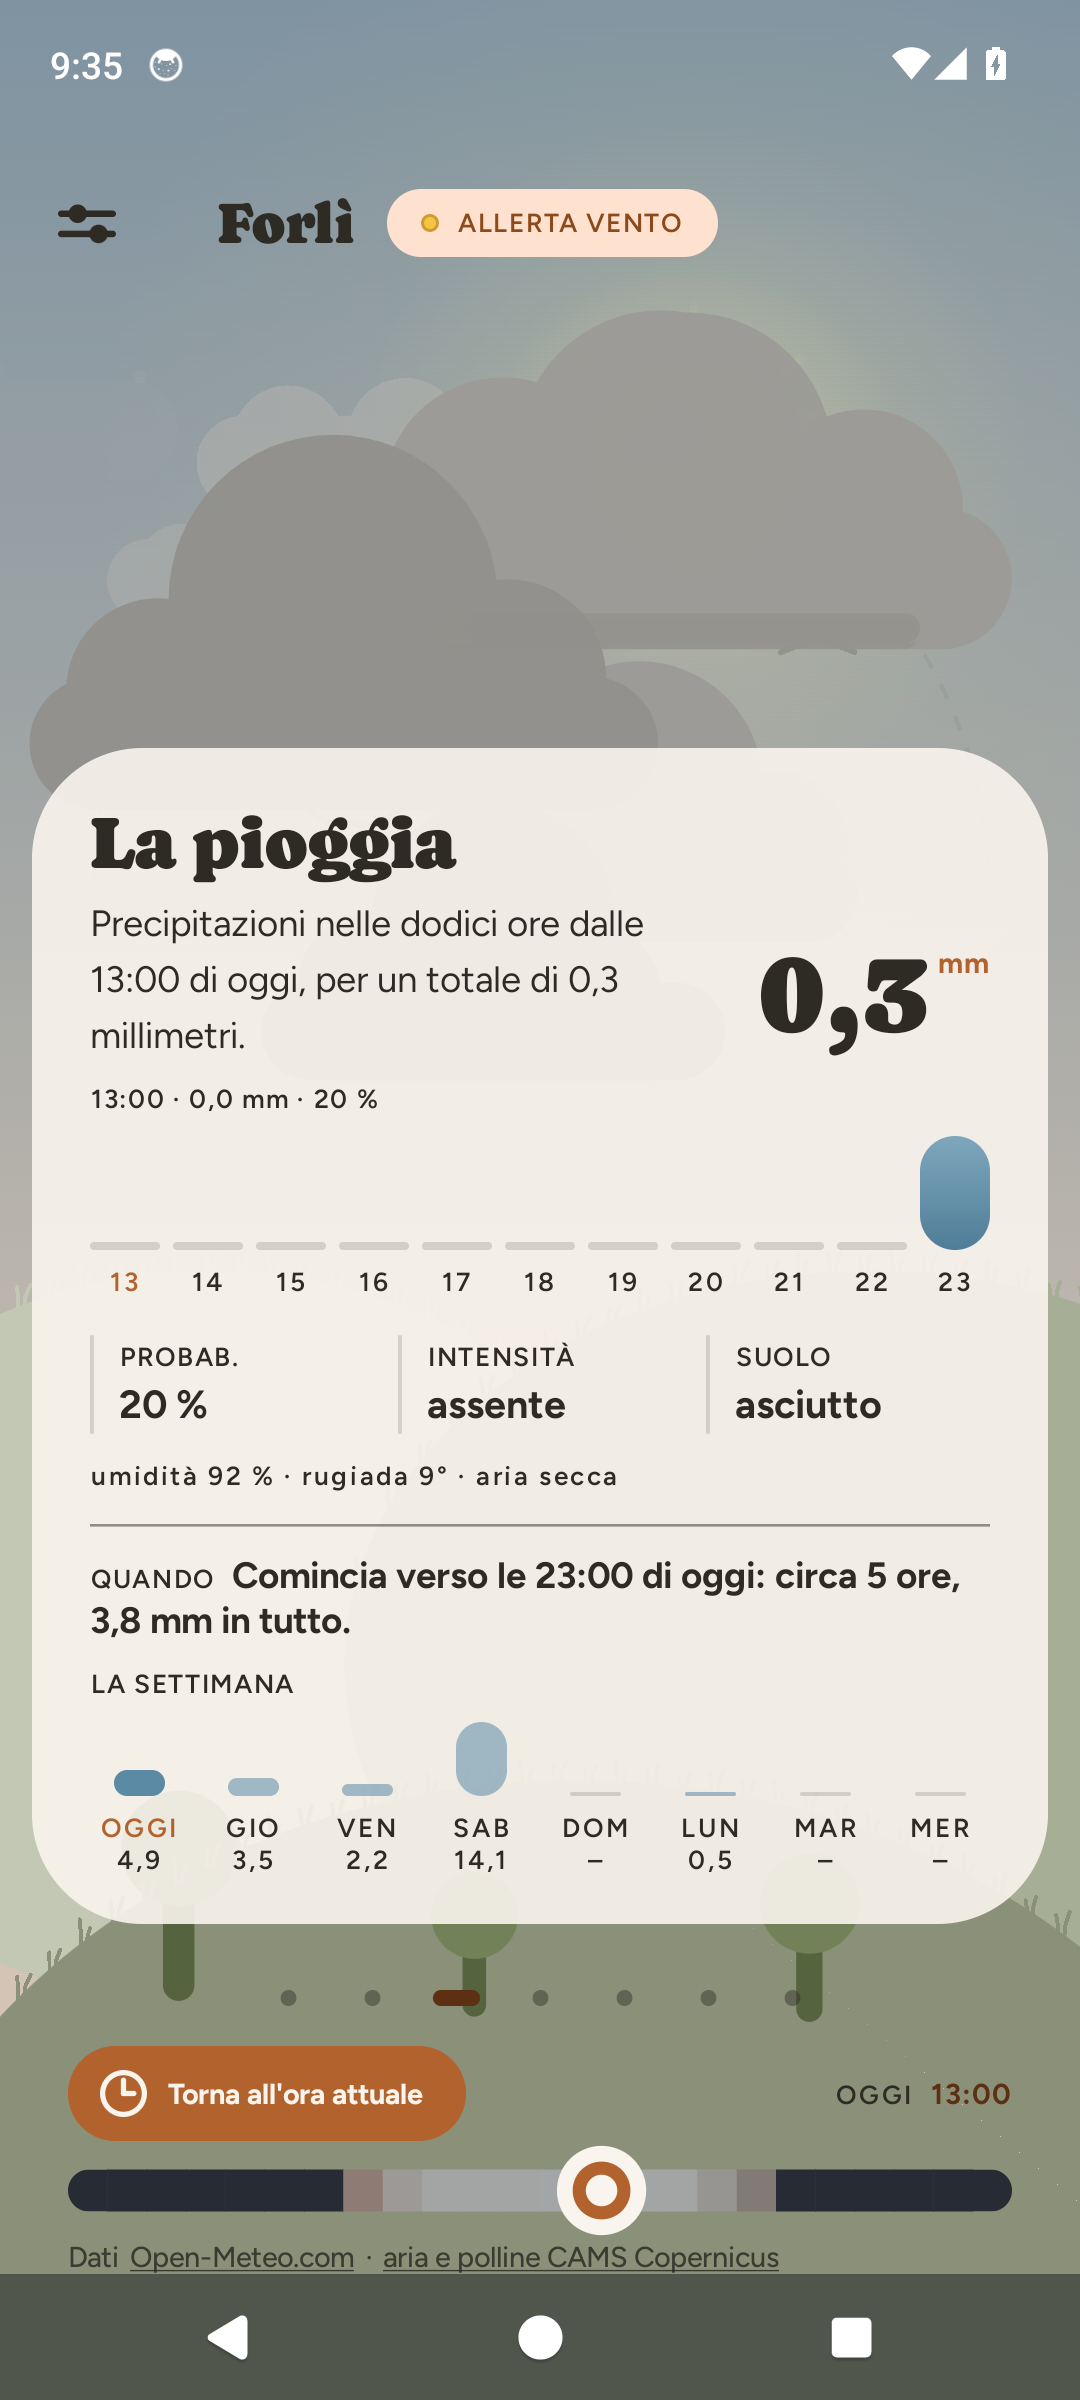 9:35
Forlì
ALLERTA VENTO
La pioggia
Precipitazioni nelle dodici ore dalle
13:00 di oggi, per un totale di 0,3
millimetri.
0,3 mm
13:00 · 0,0 mm · 20 %
13 14 15 16 17 18 19 20 21 22 23
PROBAB. INTENSITÀ SUOLO
20 % assente asciutto
umidità 92 % · rugiada 9° · aria secca
QUANDO Comincia verso le 23:00 di oggi: circa 5 ore,
3,8 mm in tutto.
LA SETTIMANA
OGGI GIO VEN SAB DOM LUN MAR MER
4,9 3,5 2,2 14,1 – 0,5 – –
Torna all'ora attuale
OGGI 13:00
Dati Open-Meteo.com · aria e polline CAMS Copernicus